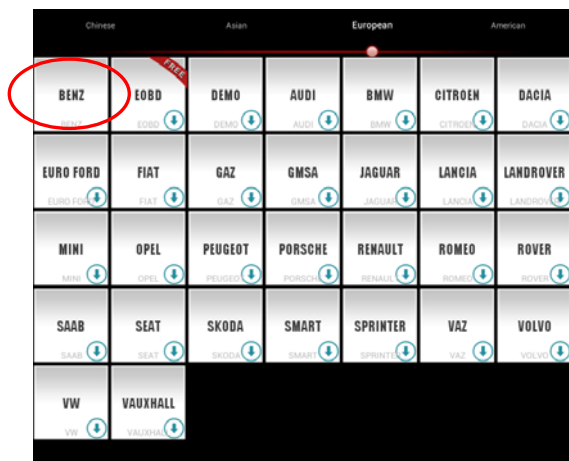 Chinese Asian European American
BENZ EOBD DEMO AUDI BMW CITROEN DACIA
FREE
BENZ EOBD DEMO AUDI BMW CITROEN DACIA
EURO FORD FIAT GAZ GMSA JAGUAR LANCIA LANDROVER
EURO FORD FIAT GAZ GMSA JAGUAR LANCIA LANDROV
MINI OPEL PEUGEOT PORSCHE RENAULT ROMEO ROVER
MINI OPEL PEUGEOT PORSCHE RENAULT ROMEO ROVER
SAAB SEAT SKODA SMART SPRINTER VAZ VOLVO
SAAB SEAT SKODA SMART SPRINTE VAZ VOLVO
VW VAUXHALL
VW VAUXHAL